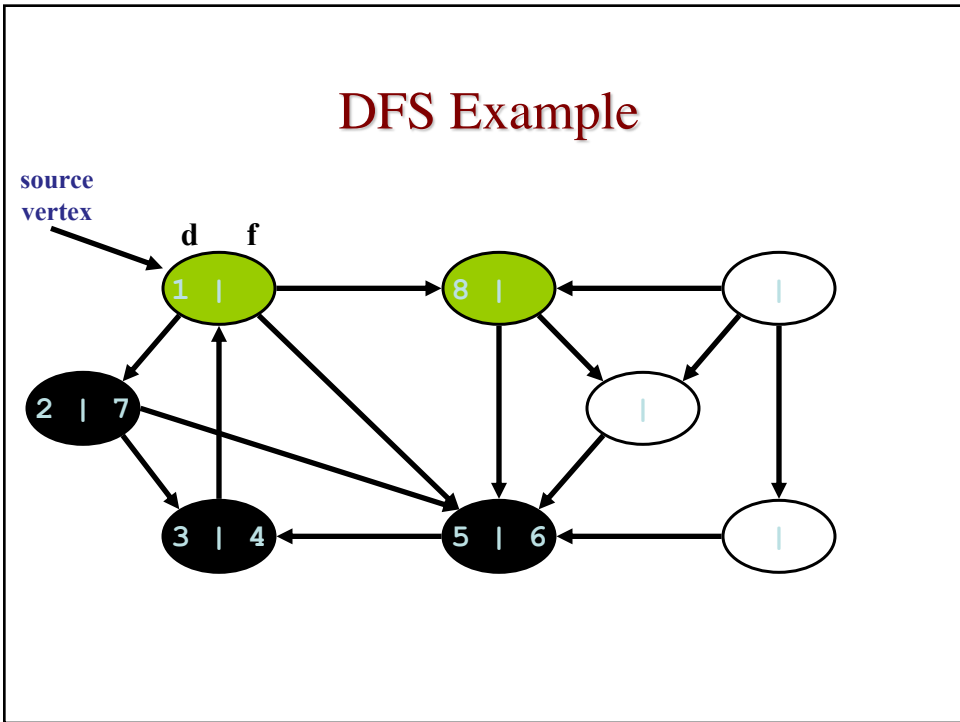 DFS Example
source
vertex
d f
1 |
8 |
|
2 | 7
|
3 | 4
5 | 6
|